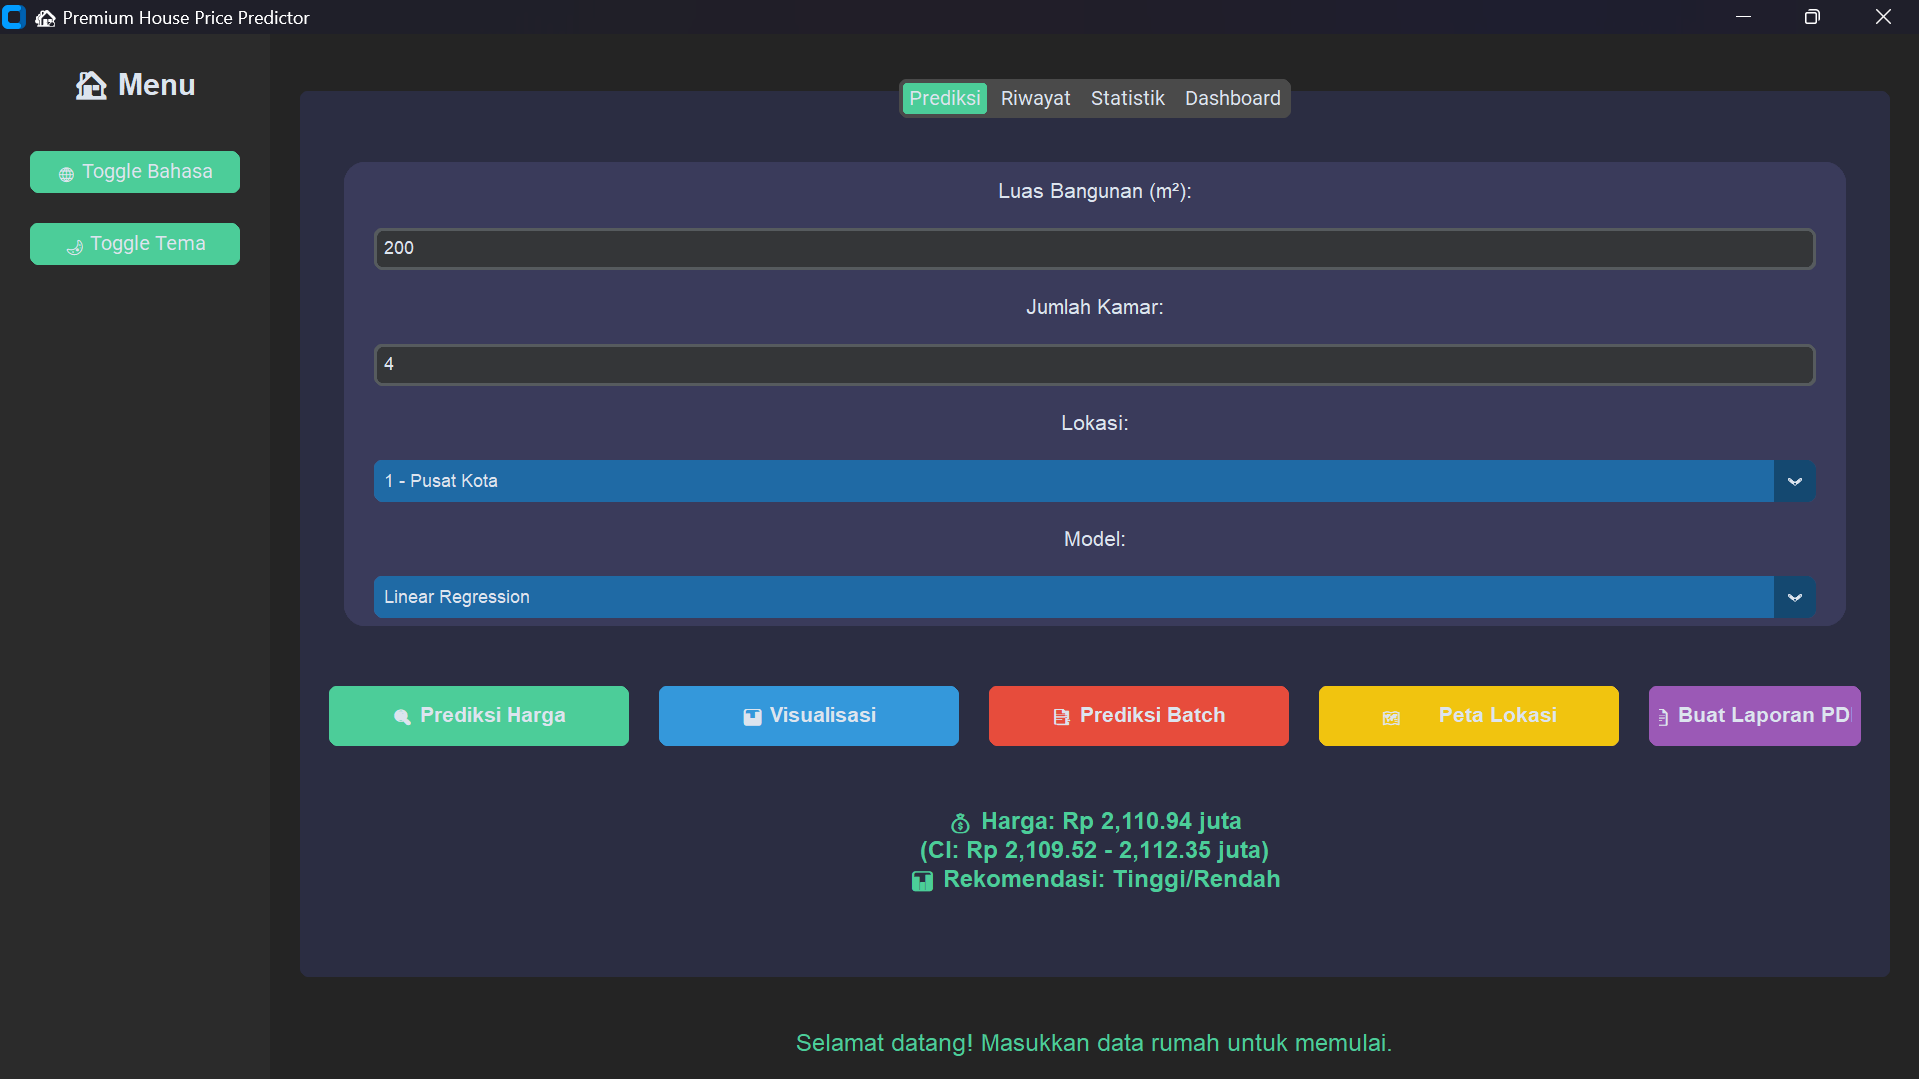 Premium House Price Predictor
Menu
Toggle Bahasa
Toggle Tema
Prediksi Riwayat Statistik Dashboard
Luas Bangunan (m²):
200
Jumlah Kamar:
4
Lokasi:
1 - Pusat Kota
Model:
Linear Regression
Prediksi Harga
Visualisasi
Prediksi Batch
Peta Lokasi
Buat Laporan PD
Harga: Rp 2,110.94 juta
(CI: Rp 2,109.52 - 2,112.35 juta)
Rekomendasi: Tinggi/Rendah
Selamat datang! Masukkan data rumah untuk memulai.